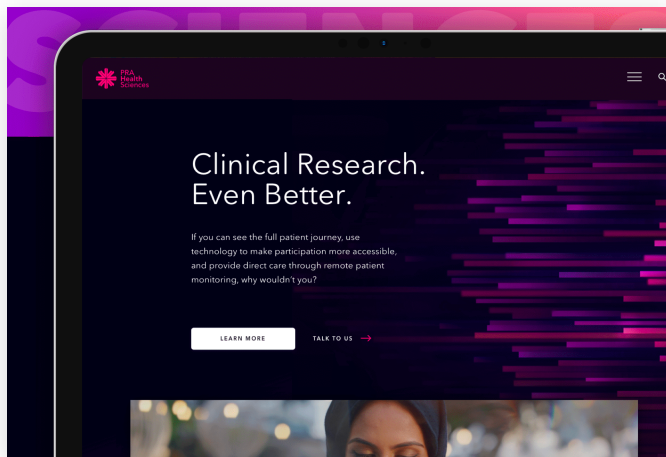 SCIENCES
PRA
Health
Sciences
Clinical Research.
Even Better.
If you can see the full patient journey, use
technology to make participation more accessible,
and provide direct care through remote patient
monitoring, why wouldn't you?
LEARN MORE
TALK TO US